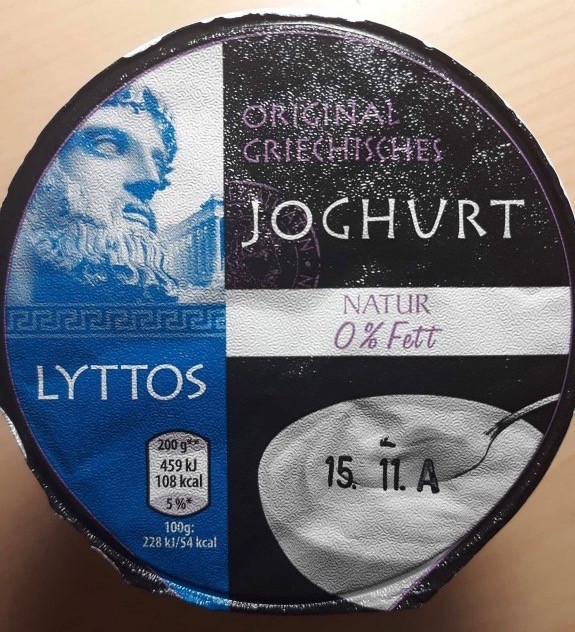 ORIGINAL
GRIECHISCHES
JOGHURT
NATUR
0% Fett
LYTTOS
200 g**
459 kJ
108 kcal
5 %*
100g:
228 kJ/54 kcal
15. 11. A